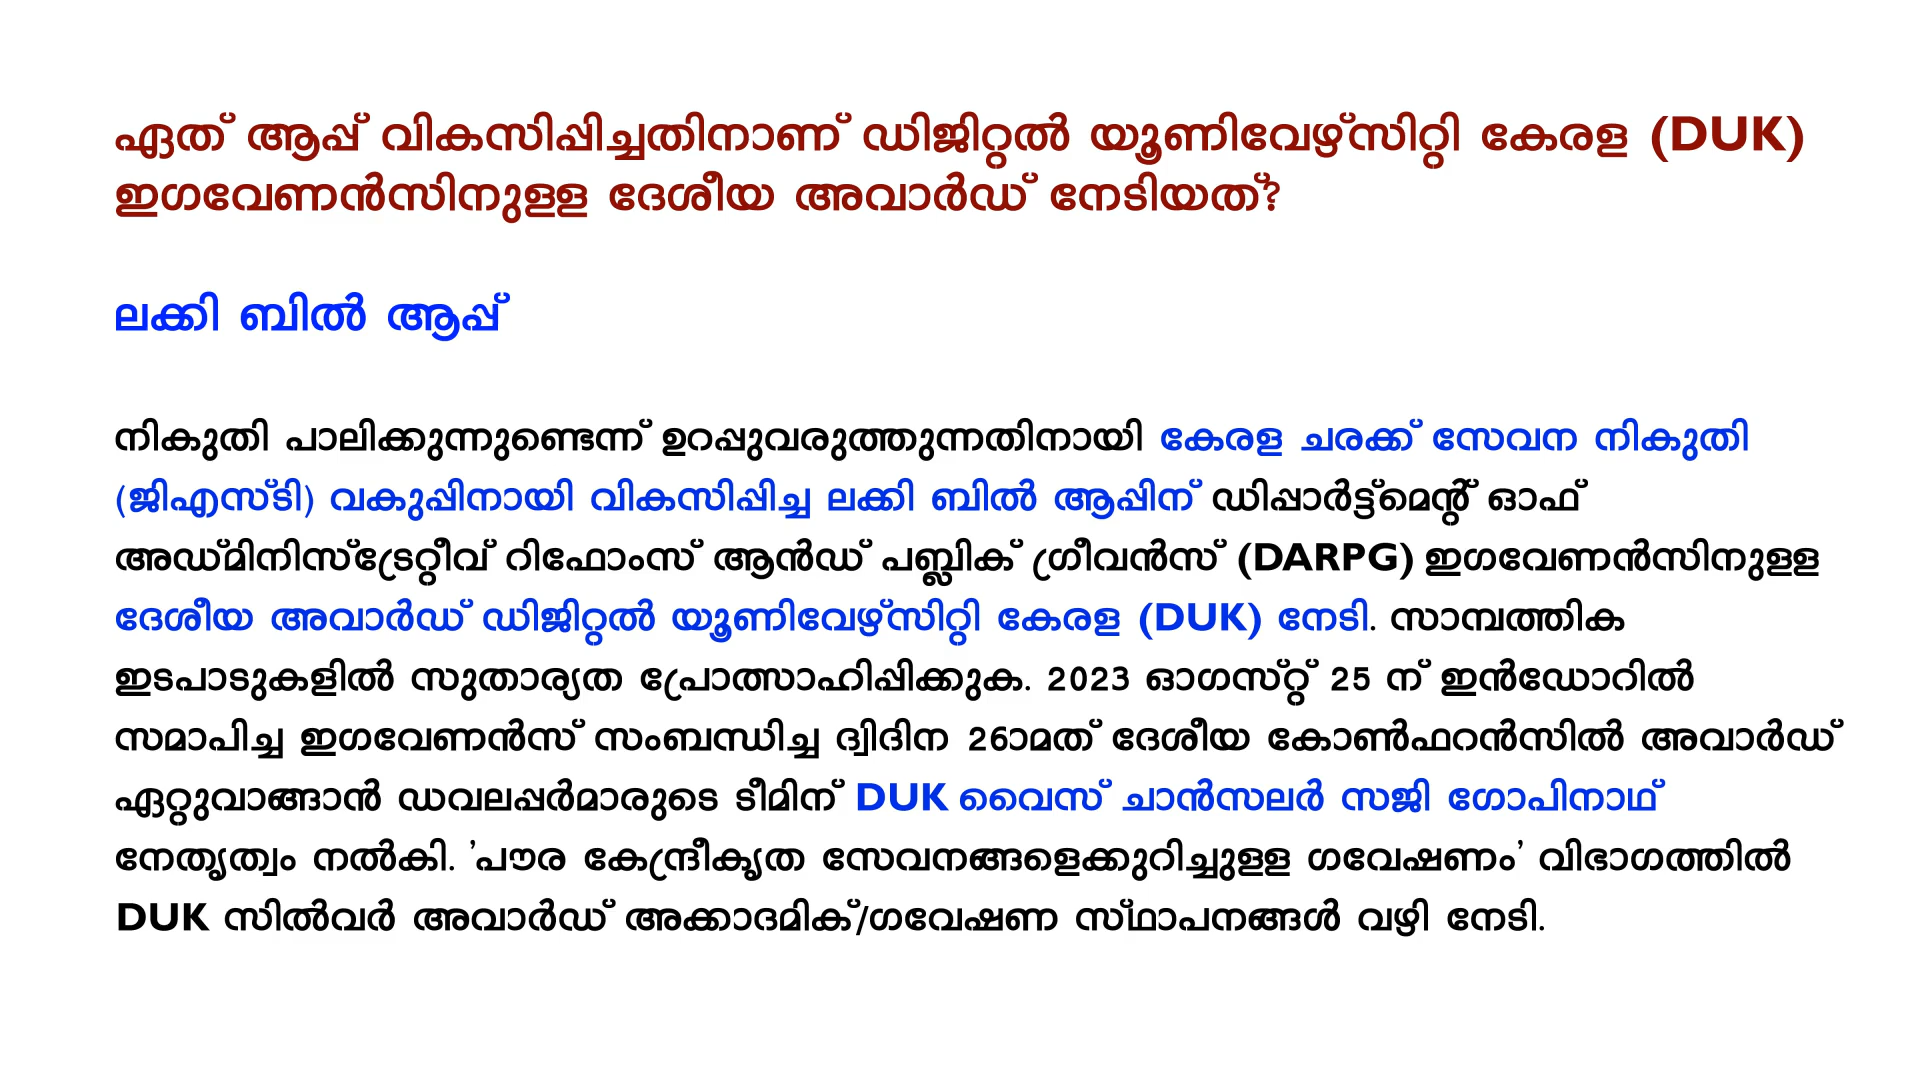 ഏത് ആപ്പ് വികസിപ്പിച്ചതിനാണ് ഡിജിറ്റൽ യൂണിവേഴ്സിറ്റി കേരള (DUK)
ഇഗവേണൻസിനുളള ദേശീയ അവാർഡ് നേടിയത്?
ലക്കി ബിൽ ആപ്പ്
നികുതി പാലിക്കുന്നുണ്ടെന്ന് ഉറപ്പുവരുത്തുന്നതിനായി കേരള ചരക്ക് സേവന നികുതി
(ജിഎസ്ടി) വകുപ്പിനായി വികസിപ്പിച്ച ലക്കി ബിൽ ആപ്പിന് ഡിപ്പാർട്ട്മെന്റ് ഓഫ്
അഡ്മിനിസ്ട്രേറ്റീവ് റിഫോംസ് ആൻഡ് പബ്ലിക് ഗ്രീവൻസ് (DARPG) ഇഗവേണൻസിനുളള
ദേശീയ അവാർഡ് ഡിജിറ്റൽ യൂണിവേഴ്സിറ്റി കേരള (DUK) നേടി. സാമ്പത്തിക
ഇടപാടുകളിൽ സുതാര്യത പ്രോത്സാഹിപ്പിക്കുക. 2023 ഓഗസ്റ്റ് 25 ന് ഇൻഡോറിൽ
സമാപിച്ച ഇഗവേണൻസ് സംബന്ധിച്ച ദ്വിദിന 26ാമത് ദേശീയ കോൺഫറൻസിൽ അവാർഡ്
ഏറ്റുവാങ്ങാൻ ഡവലപ്പർമാരുടെ ടീമിന് DUK വൈസ് ചാൻസലർ സജി ഗോപിനാഥ്
നേതൃത്വം നൽകി. 'പൗര കേന്ദ്രീകൃത സേവനങ്ങളെക്കുറിച്ചുളള ഗവേഷണം' വിഭാഗത്തിൽ
DUK സിൽവർ അവാർഡ് അക്കാദമിക്/ഗവേഷണ സ്ഥാപനങ്ങൾ വഴി നേടി.